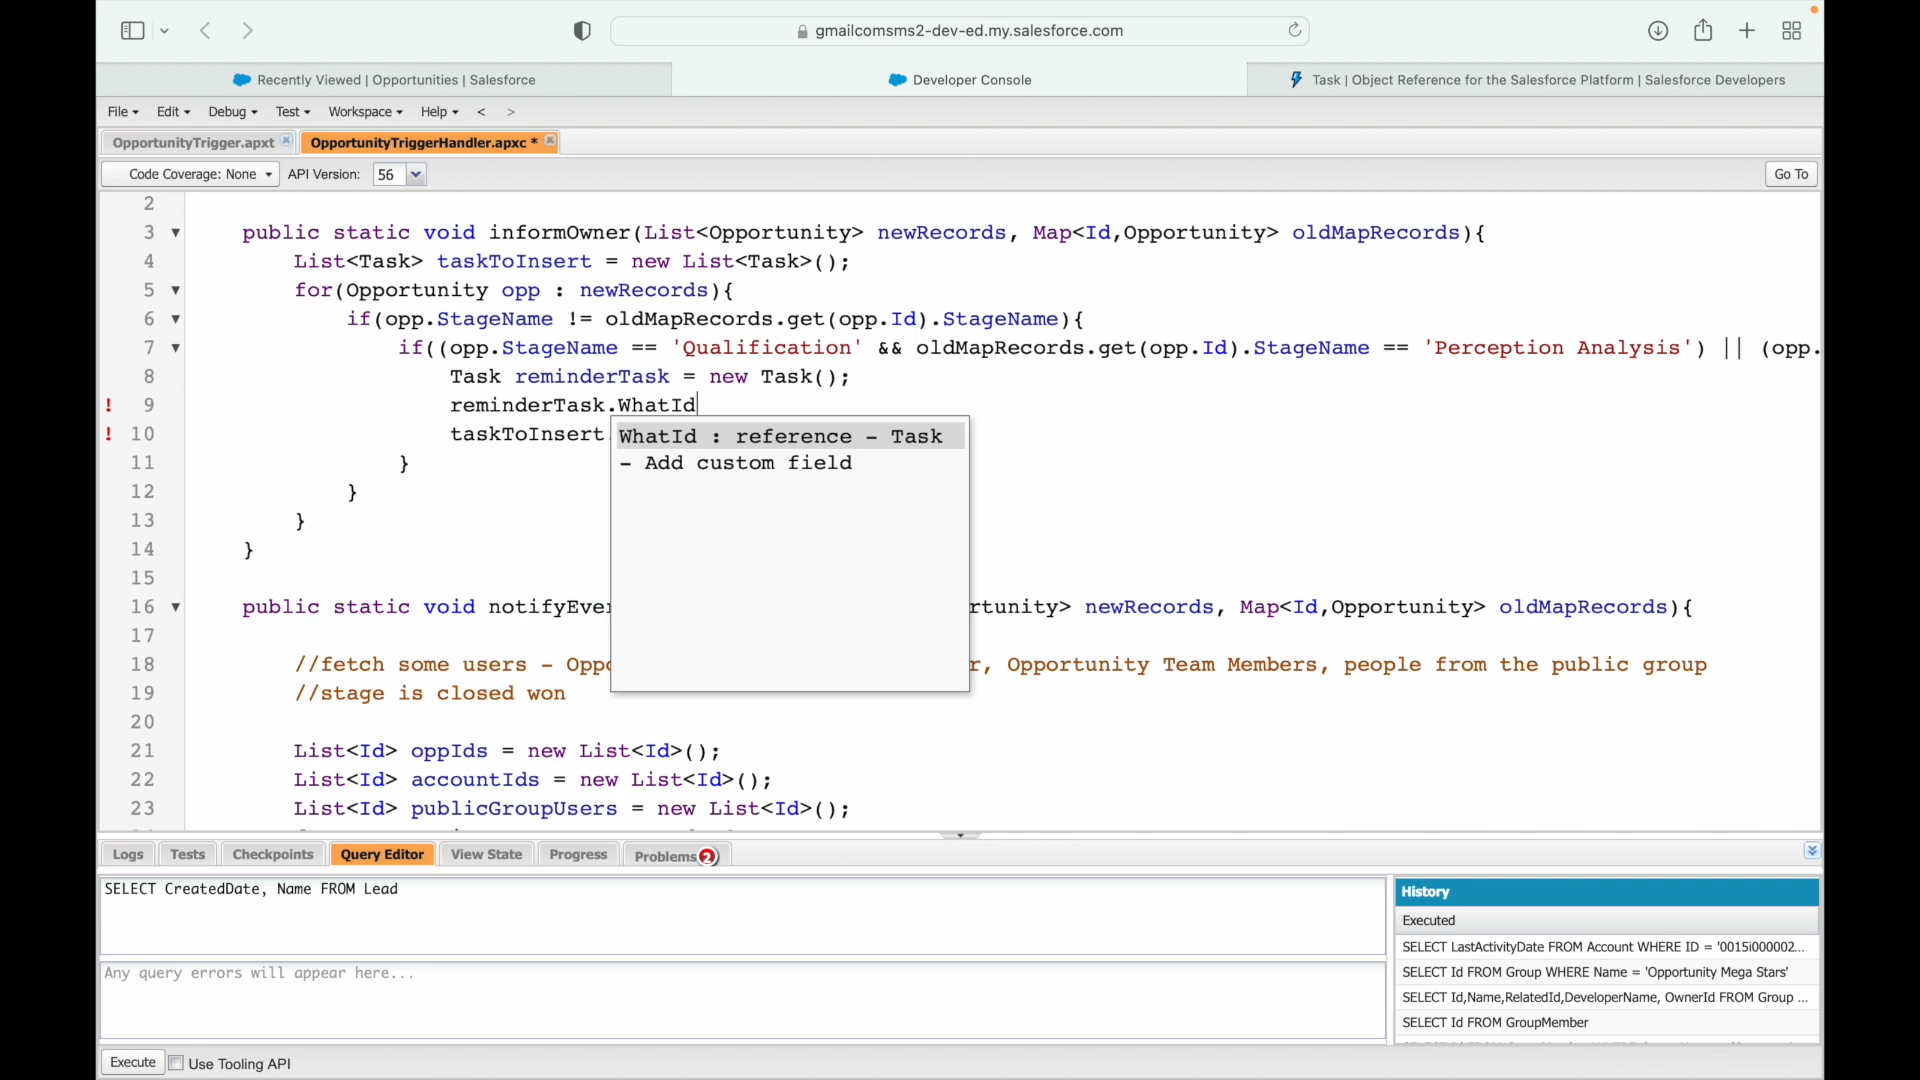 gmailcomsms2-dev-ed.my.salesforce.com
Recently Viewed | Opportunities | Salesforce
Developer Console
Task | Object Reference for the Salesforce Platform | Salesforce Developers
File Edit Debug Test Workspace Help < >
OpportunityTrigger.apxt
OpportunityTriggerHandler.apxc *
Code Coverage: None API Version: 56 Go To
2
3 public static void informOwner(List<Opportunity> newRecords, Map<Id,Opportunity> oldMapRecords){
4 List<Task> taskToInsert = new List<Task>();
5 for(Opportunity opp : newRecords){
6 if(opp.StageName != oldMapRecords.get(opp.Id).StageName){
7 if((opp.StageName == 'Qualification' && oldMapRecords.get(opp.Id).StageName == 'Perception Analysis') || (opp.
8 Task reminderTask = new Task();
! 9 reminderTask.WhatId
! 10 taskToInsert.
WhatId : reference - Task
- Add custom field
11 }
12 }
13 }
14 }
15
16 public static void notifyEver rtunity> newRecords, Map<Id,Opportunity> oldMapRecords){
17
18 //fetch some users - Oppo r, Opportunity Team Members, people from the public group
19 //stage is closed won
20
21 List<Id> oppIds = new List<Id>();
22 List<Id> accountIds = new List<Id>();
23 List<Id> publicGroupUsers = new List<Id>();
Logs Tests Checkpoints Query Editor View State Progress Problems 2
SELECT CreatedDate, Name FROM Lead
Any query errors will appear here...
History
Executed
SELECT LastActivityDate FROM Account WHERE ID = '0015i000002...
SELECT Id FROM Group WHERE Name = 'Opportunity Mega Stars'
SELECT Id,Name,RelatedId,DeveloperName, OwnerId FROM Group ...
SELECT Id FROM GroupMember
Execute Use Tooling API